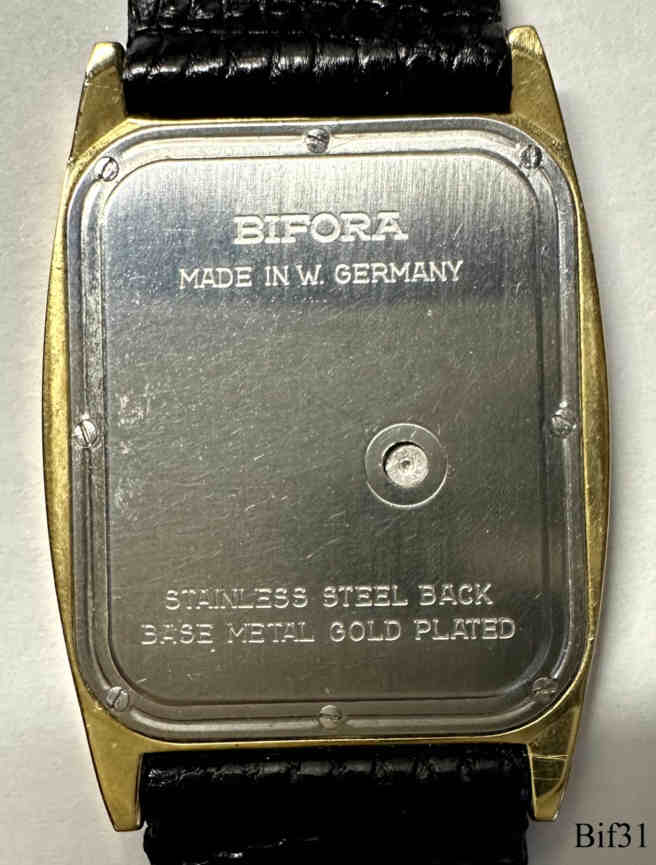 BIFORA
MADE IN W. GERMANY
STAINLESS STEEL BACK
BASE METAL GOLD PLATED
Bif31